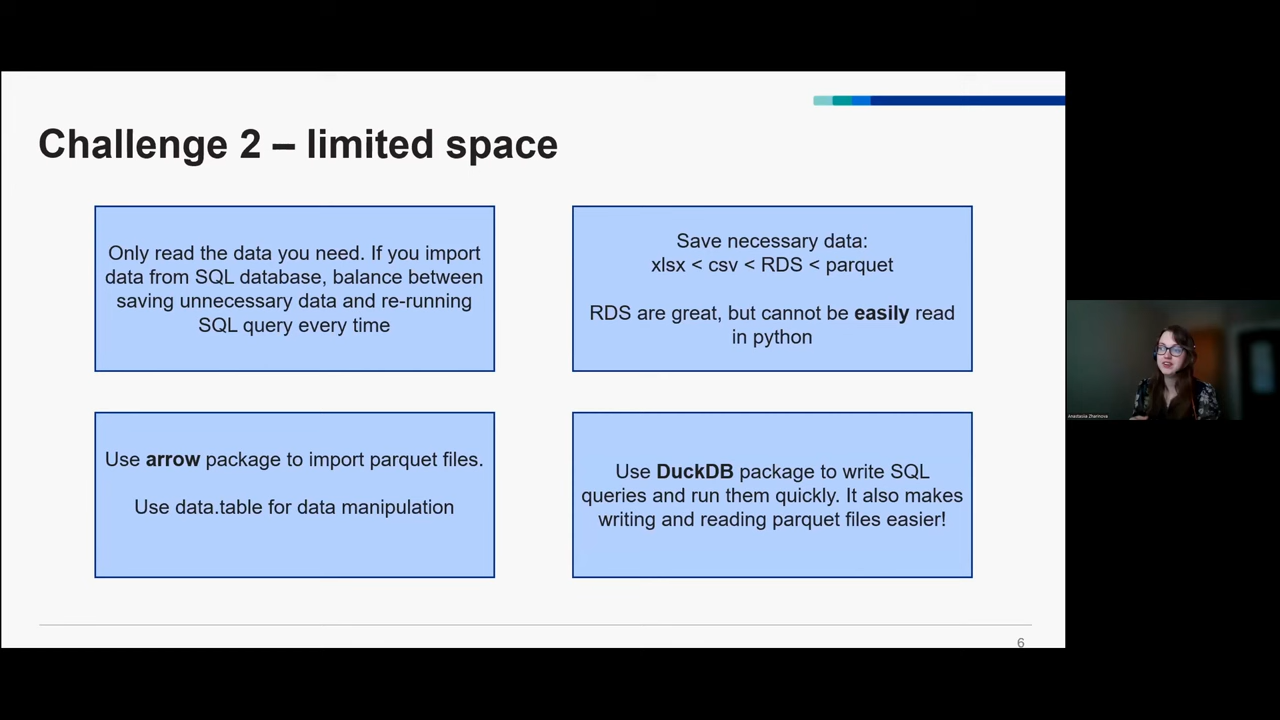 Challenge 2 – limited space
Only read the data you need. If you import
data from SQL database, balance between
saving unnecessary data and re-running
SQL query every time
Save necessary data:
xlsx < csv < RDS < parquet
RDS are great, but cannot be easily read
in python
Use arrow package to import parquet files.
Use data.table for data manipulation
Use DuckDB package to write SQL
queries and run them quickly. It also makes
writing and reading parquet files easier!
6
Anastasiia Zharinova